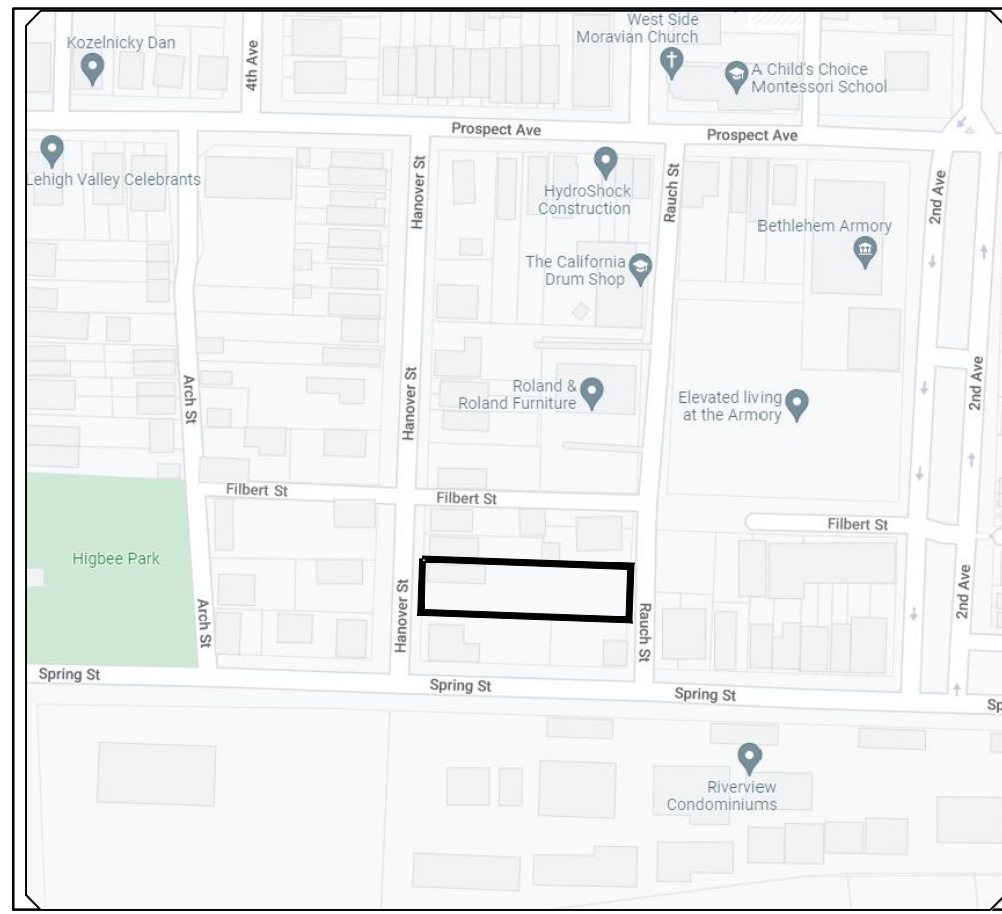 West Side
Moravian Church
Kozelnicky Dan
4th Ave
A Child's Choice
Montessori School
Prospect Ave
Prospect Ave
Lehigh Valley Celebrants
Hanover St
HydroShock
Construction
Rauch St
2nd Ave
Bethlehem Armory
The California
Drum Shop
Arch St
Hanover St
Roland &
Roland Furniture
Elevated living
at the Armory
2nd Ave
Filbert St
Filbert St
Filbert St
Higbee Park
Arch St
Hanover St
Rauch St
2nd Ave
Spring St
Spring St
Spring St
Sp
Riverview
Condominiums